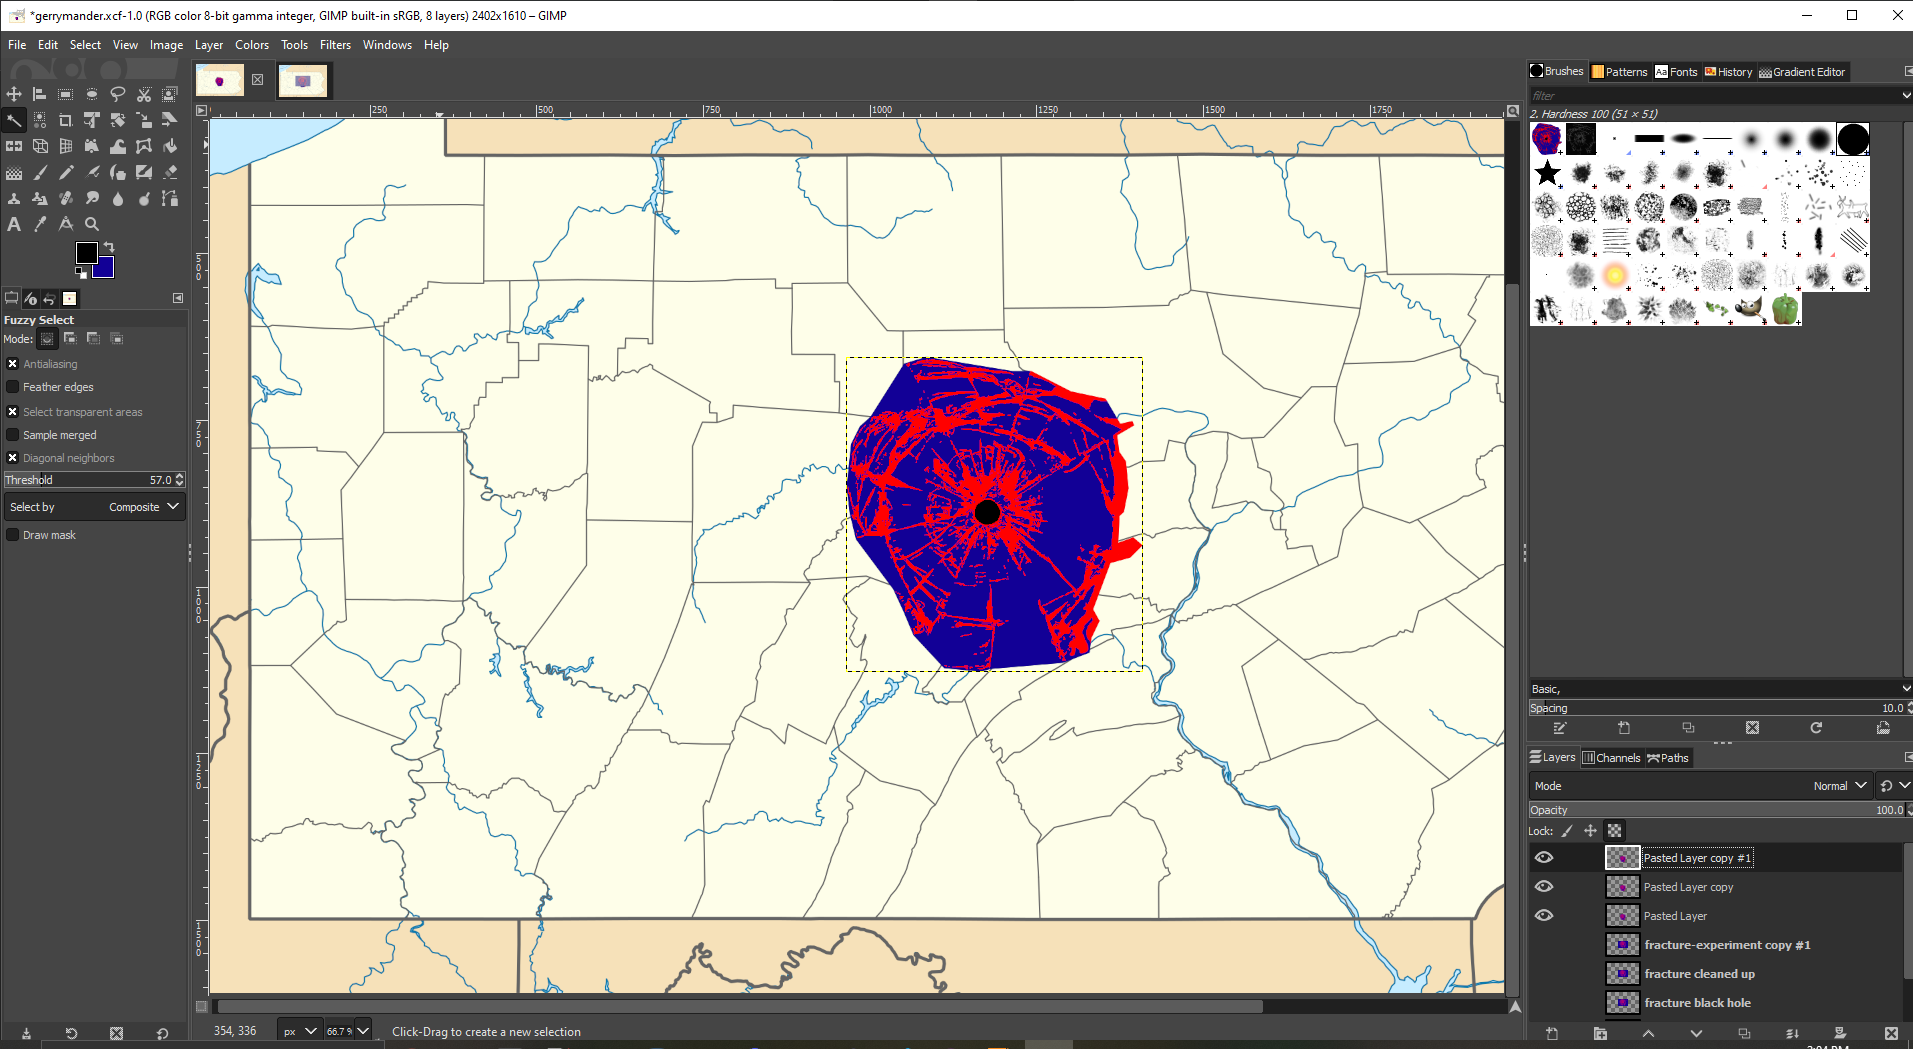 *gerrymander.xcf-1.0 (RGB color 8-bit gamma integer, GIMP built-in sRGB, 8 layers) 2402x1610 – GIMP
File Edit Select View Image Layer Colors Tools Filters Windows Help
Brushes Patterns Fonts History Gradient Editor
filter
2. Hardness 100 (51 × 51)
250 500 750 1000 1250 1500 1750
500
750
1000
1250
1500
Fuzzy Select
Mode:
Antialiasing
Feather edges
Select transparent areas
Sample merged
Diagonal neighbors
Threshold 57.0
Select by Composite
Draw mask
Basic,
Spacing 10.0
Layers Channels Paths
Mode Normal
Opacity 100.0
Lock:
Pasted Layer copy #1
Pasted Layer copy
Pasted Layer
fracture-experiment copy #1
fracture cleaned up
fracture black hole
354, 336 px 66.7 % Click-Drag to create a new selection